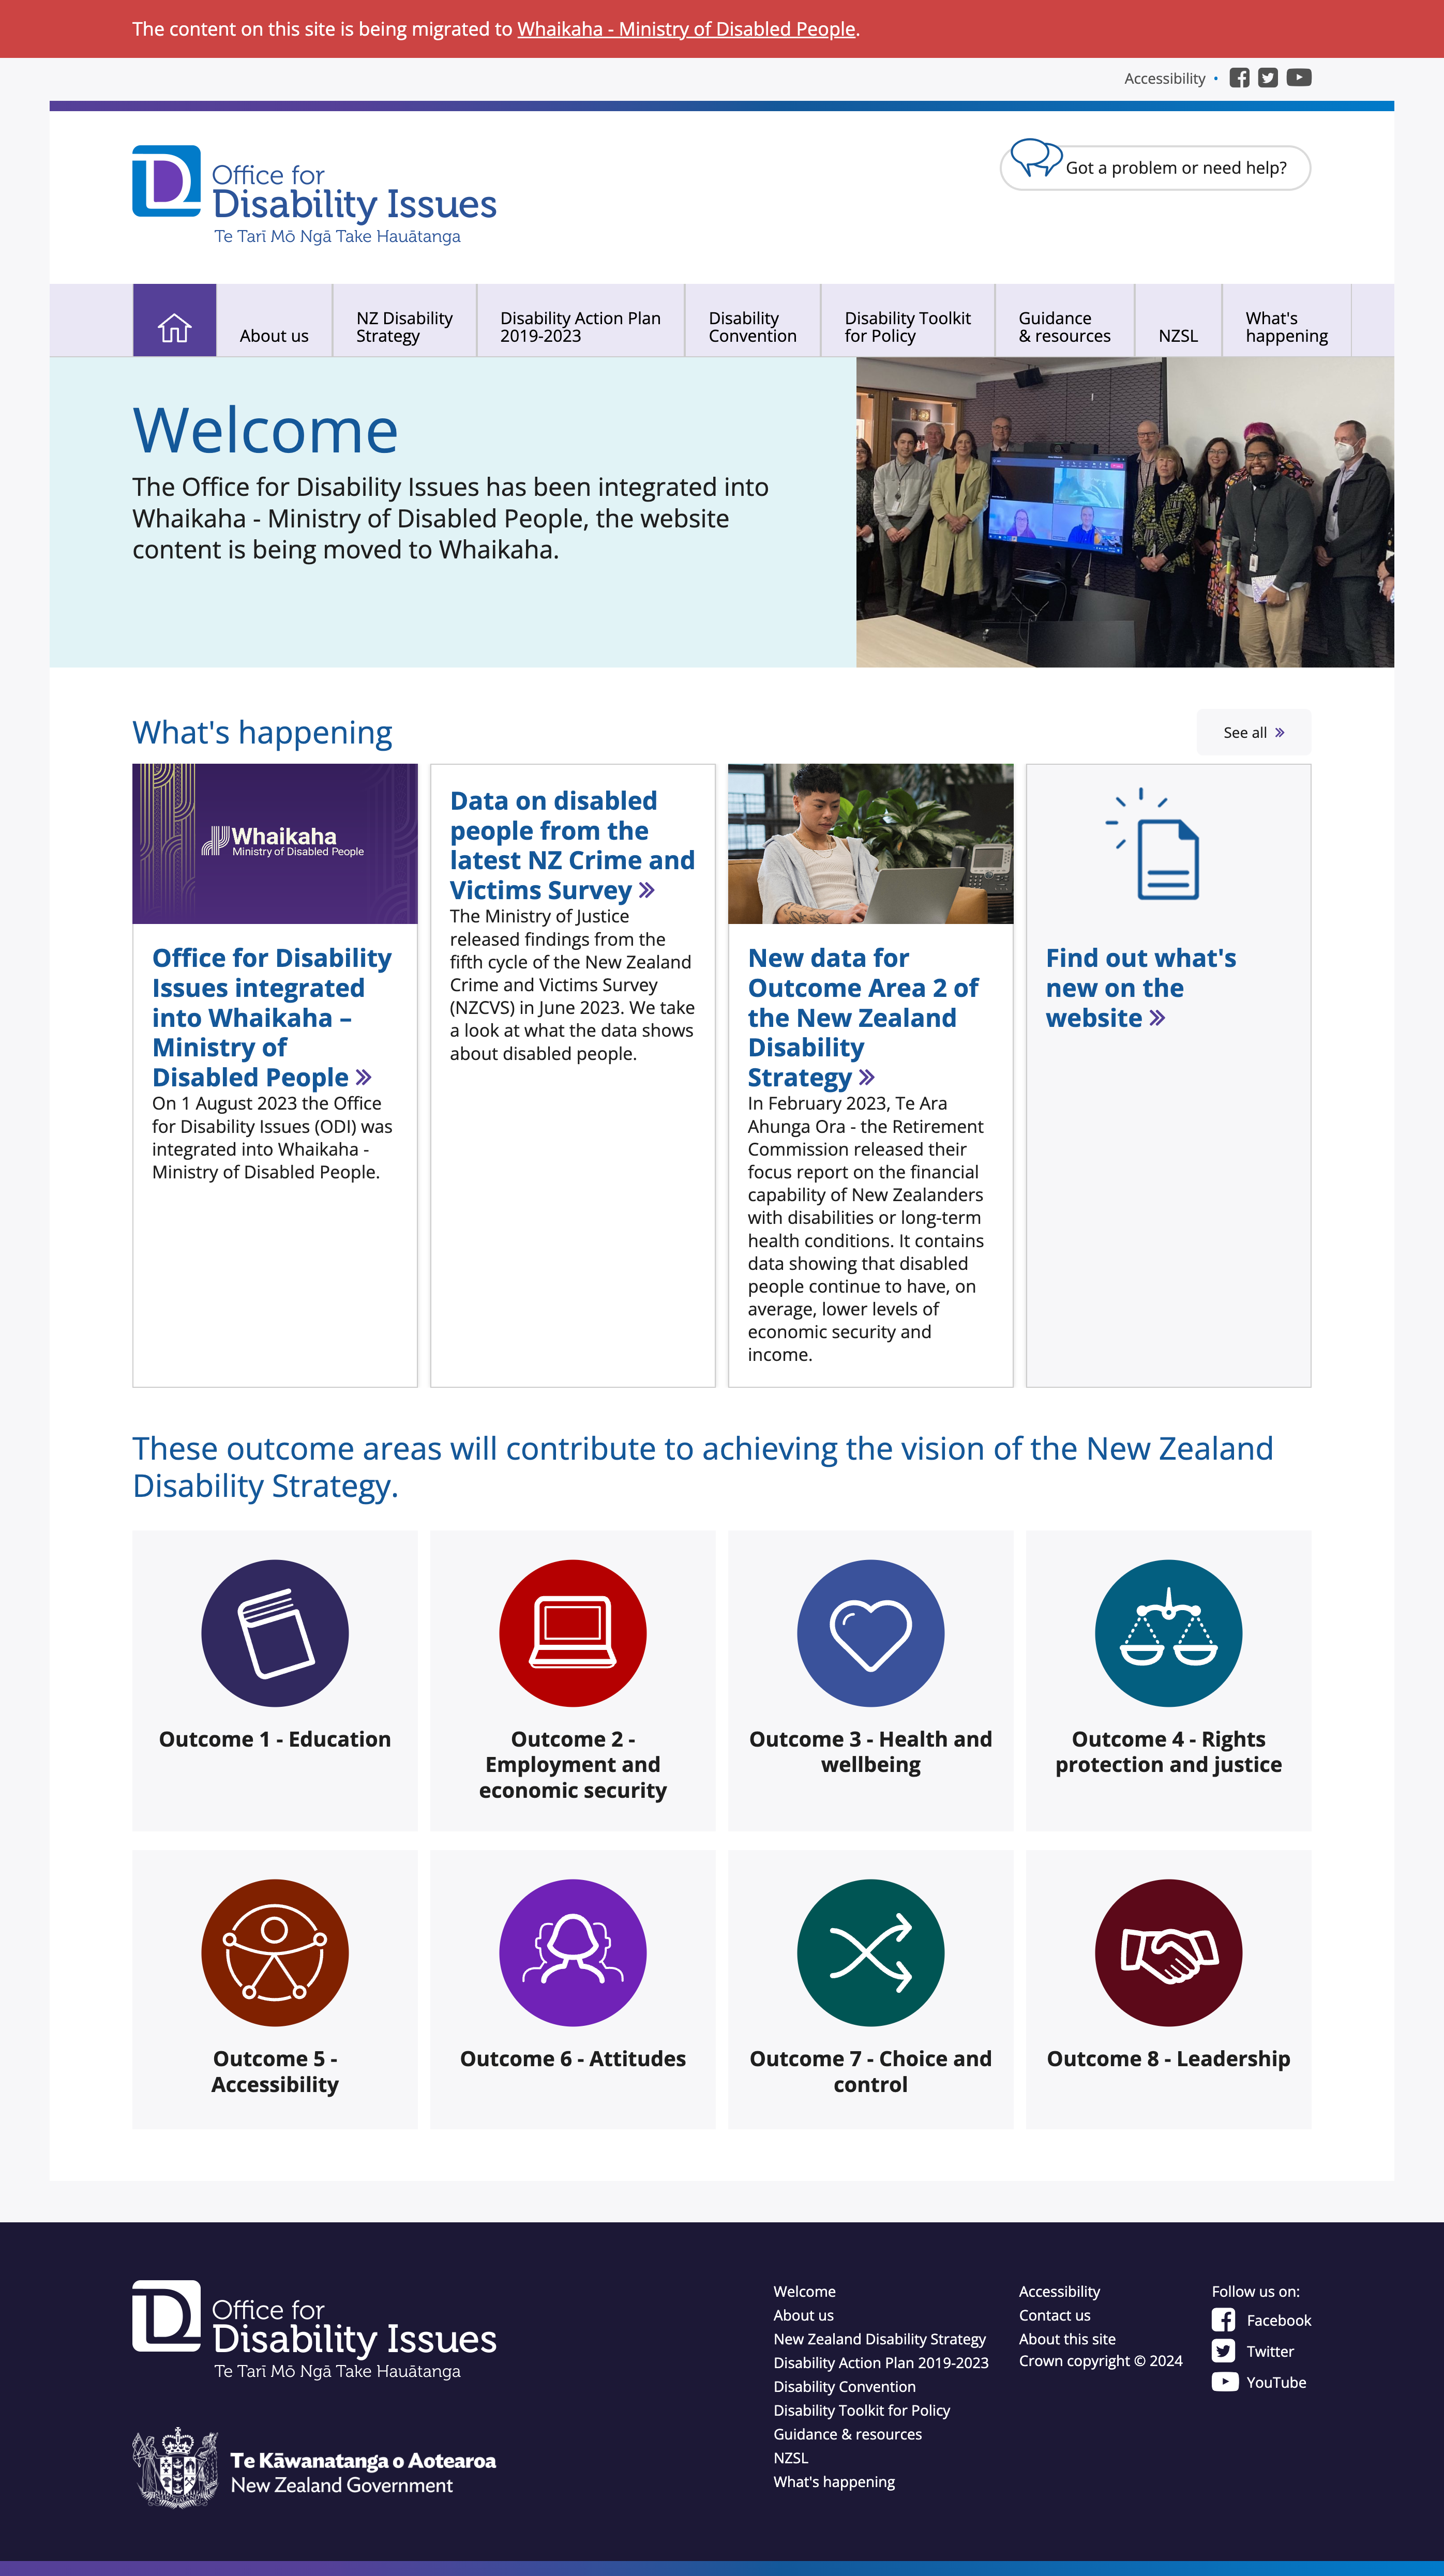 The content on this site is being migrated to Whaikaha - Ministry of Disabled People.
Accessibility •
Office for
Disability Issues
Te Tari Mō Ngā Take Hauātanga
Got a problem or need help?
About us
NZ Disability
Strategy
Disability Action Plan
2019-2023
Disability
Convention
Disability Toolkit
for Policy
Guidance
& resources
NZSL
What's
happening
Welcome
The Office for Disability Issues has been integrated into
Whaikaha - Ministry of Disabled People, the website
content is being moved to Whaikaha.
What's happening
See all »
Whaikaha
Ministry of Disabled People
Office for Disability
Issues integrated
into Whaikaha –
Ministry of
Disabled People »
On 1 August 2023 the Office
for Disability Issues (ODI) was
integrated into Whaikaha -
Ministry of Disabled People.
Data on disabled
people from the
latest NZ Crime and
Victims Survey »
The Ministry of Justice
released findings from the
fifth cycle of the New Zealand
Crime and Victims Survey
(NZCVS) in June 2023. We take
a look at what the data shows
about disabled people.
New data for
Outcome Area 2 of
the New Zealand
Disability
Strategy »
In February 2023, Te Ara
Ahunga Ora - the Retirement
Commission released their
focus report on the financial
capability of New Zealanders
with disabilities or long-term
health conditions. It contains
data showing that disabled
people continue to have, on
average, lower levels of
economic security and
income.
Find out what's
new on the
website »
These outcome areas will contribute to achieving the vision of the New Zealand
Disability Strategy.
Outcome 1 - Education
Outcome 2 -
Employment and
economic security
Outcome 3 - Health and
wellbeing
Outcome 4 - Rights
protection and justice
Outcome 5 -
Accessibility
Outcome 6 - Attitudes
Outcome 7 - Choice and
control
Outcome 8 - Leadership
Office for
Disability Issues
Te Tari Mō Ngā Take Hauātanga
Te Kāwanatanga o Aotearoa
New Zealand Government
Welcome
About us
New Zealand Disability Strategy
Disability Action Plan 2019-2023
Disability Convention
Disability Toolkit for Policy
Guidance & resources
NZSL
What's happening
Accessibility
Contact us
About this site
Crown copyright © 2024
Follow us on:
Facebook
Twitter
YouTube